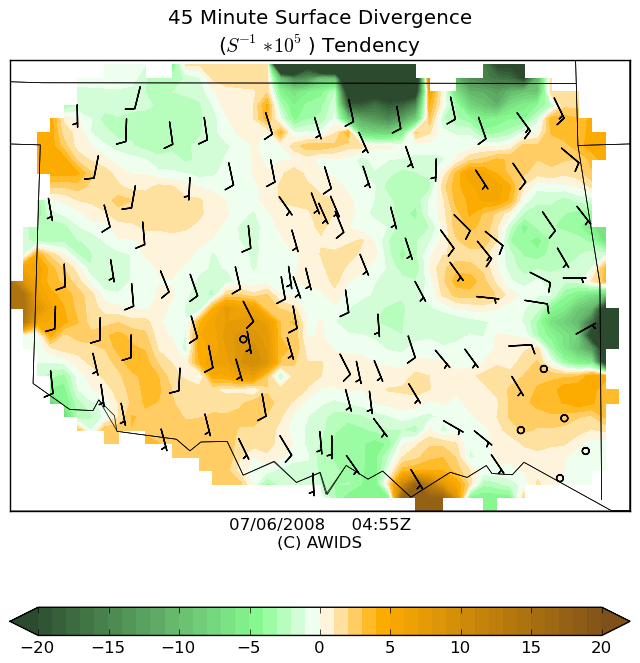 45 Minute Surface Divergence
(S⁻¹ * 10⁵ ) Tendency
07/06/2008 04:55Z
(C) AWIDS
−20 −15 −10 −5 0 5 10 15 20